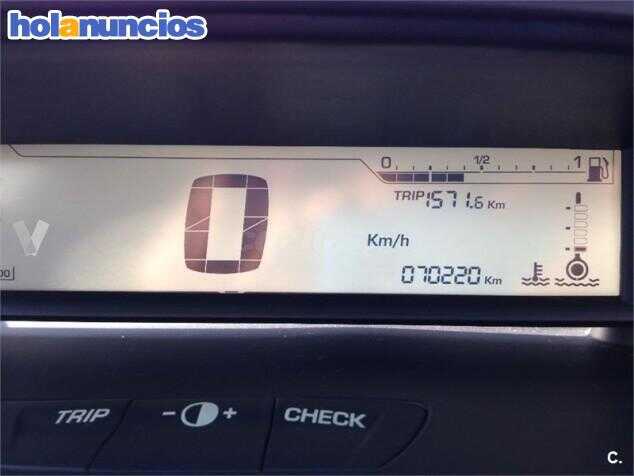 holanuncios
0 1/2 1
TRIP 1571.6 Km
0
Km/h
070220 Km
TRIP - + CHECK
c.